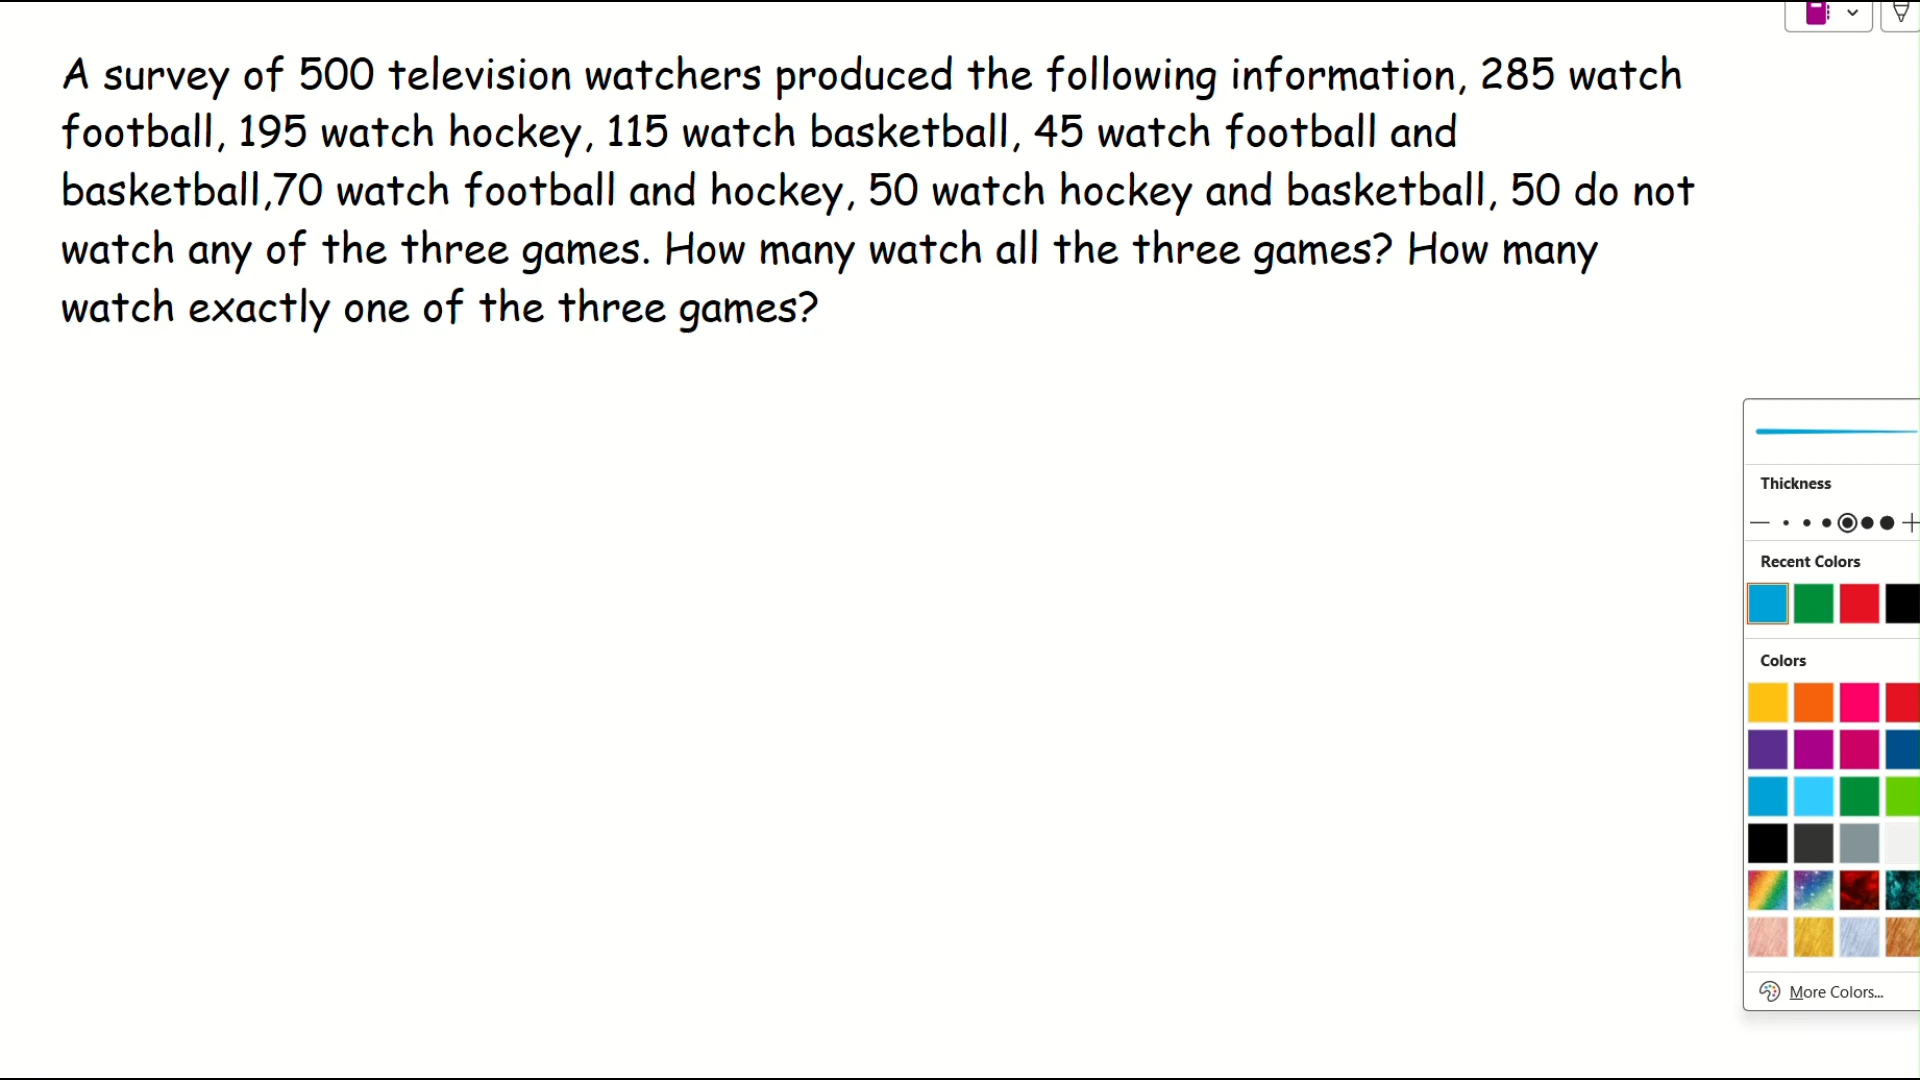 A survey of 500 television watchers produced the following information, 285 watch
football, 195 watch hockey, 115 watch basketball, 45 watch football and
basketball,70 watch football and hockey, 50 watch hockey and basketball, 50 do not
watch any of the three games. How many watch all the three games? How many
watch exactly one of the three games?
Thickness
Recent Colors
Colors
More Colors...